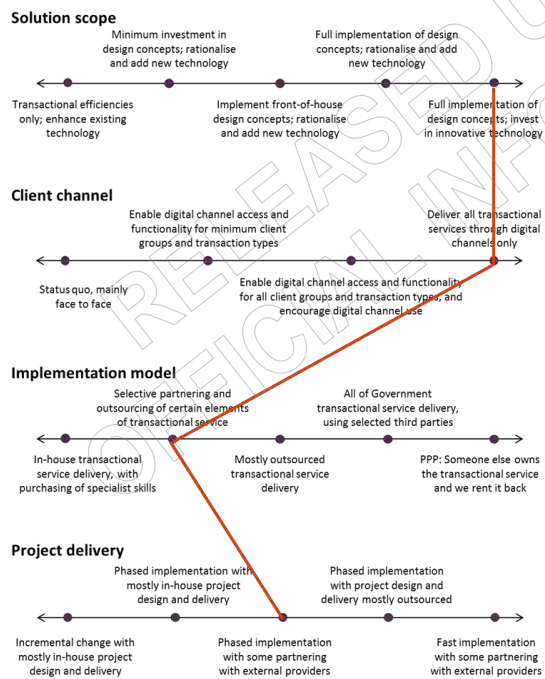 Solution scope
Minimum investment in
design concepts; rationalise
and add new technology
Full implementation of design
concepts; rationalise and add
new technology
Transactional efficiencies
only; enhance existing
technology
Implement front-of-house
design concepts; rationalise
and add new technology
Full implementation of
design concepts; invest
in innovative technology
Client channel
Enable digital channel access and
functionality for minimum client
groups and transaction types
Deliver all transactional
services through digital
channels only
Status quo, mainly
face to face
Enable digital channel access and functionality
for all client groups and transaction types, and
encourage digital channel use
Implementation model
Selective partnering and
outsourcing of certain elements
of transactional service
All of Government
transactional service delivery,
using selected third parties
In-house transactional
service delivery, with
purchasing of specialist skills
Mostly outsourced
transactional service
delivery
PPP: Someone else owns
the transactional service
and we rent it back
Project delivery
Phased implementation with
mostly in-house project
design and delivery
Phased implementation
with project design and
delivery mostly outsourced
Incremental change with
mostly in-house project
design and delivery
Phased implementation
with some partnering
with external providers
Fast implementation
with some partnering
with external providers
RELEASED U
OFFICIAL INFO